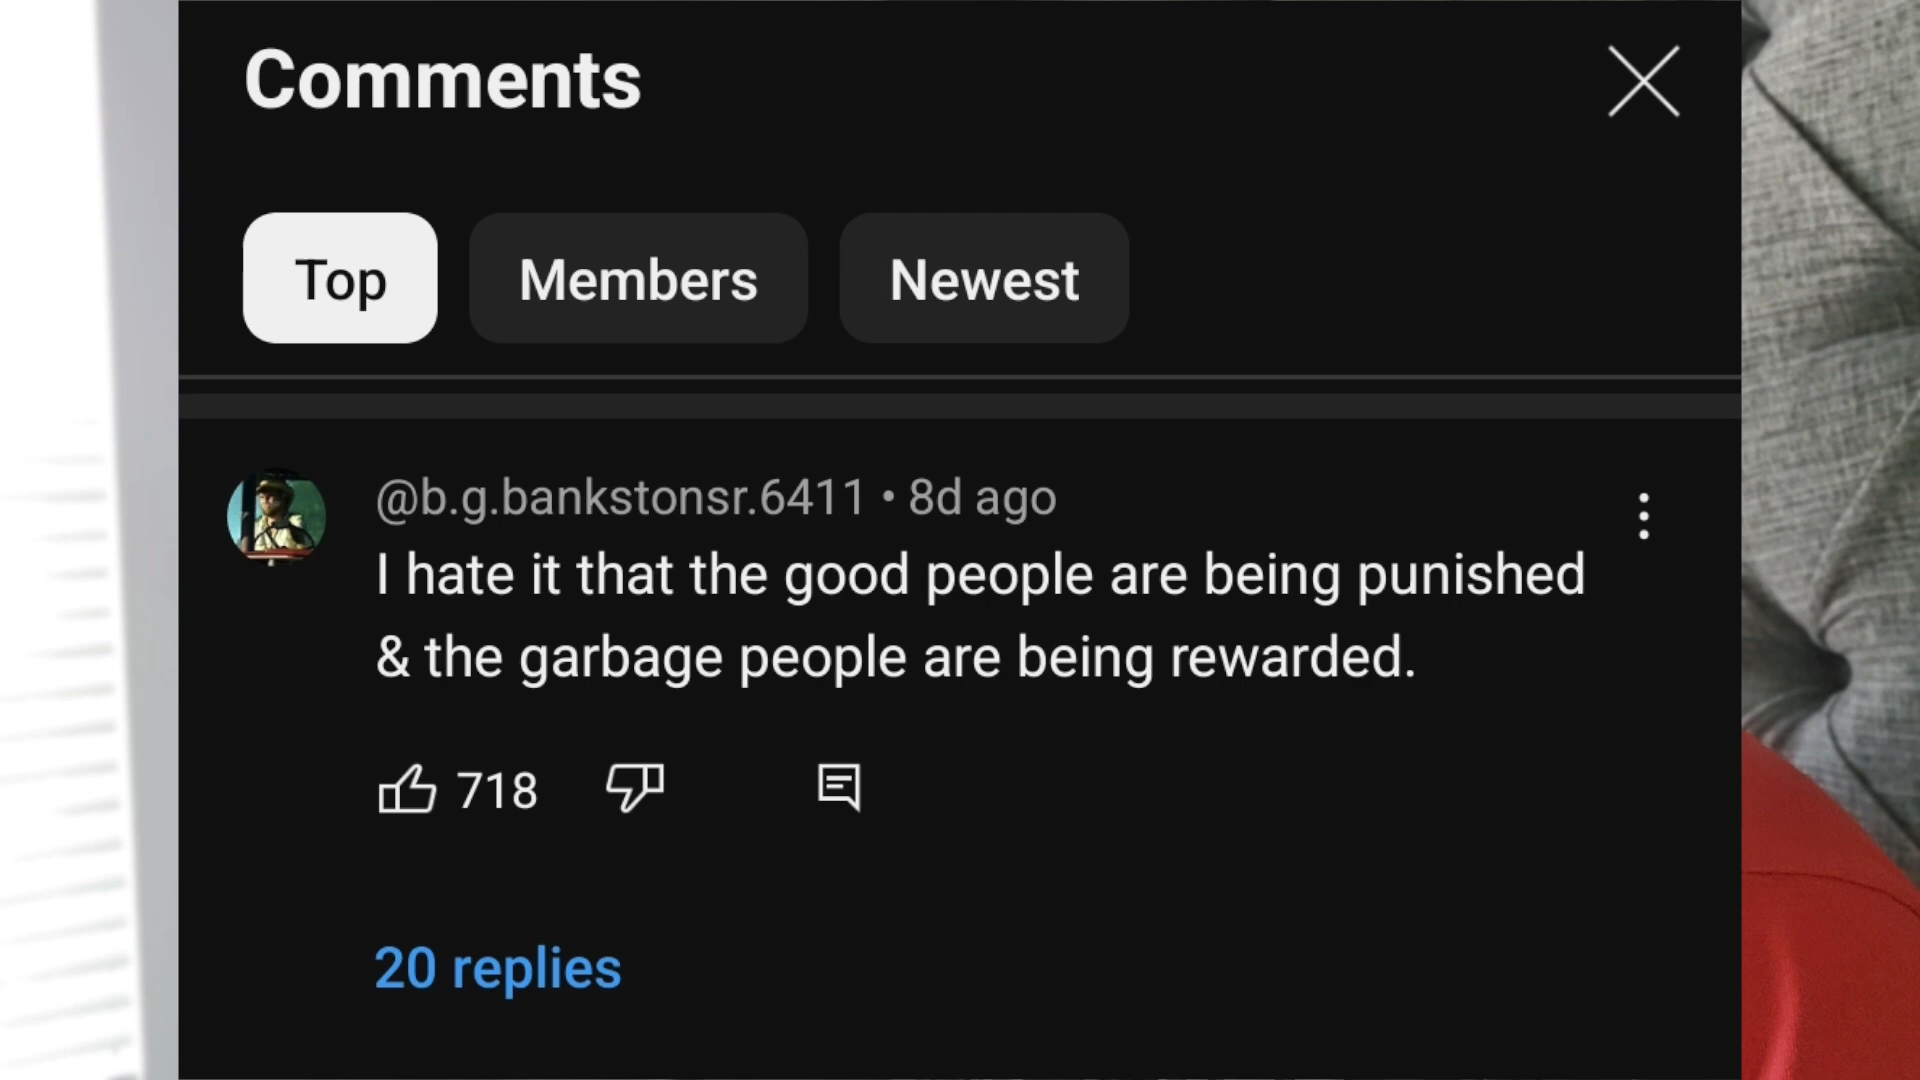 Comments
Top Members Newest
@b.g.bankstonsr.6411 • 8d ago
I hate it that the good people are being punished
& the garbage people are being rewarded.
718
20 replies